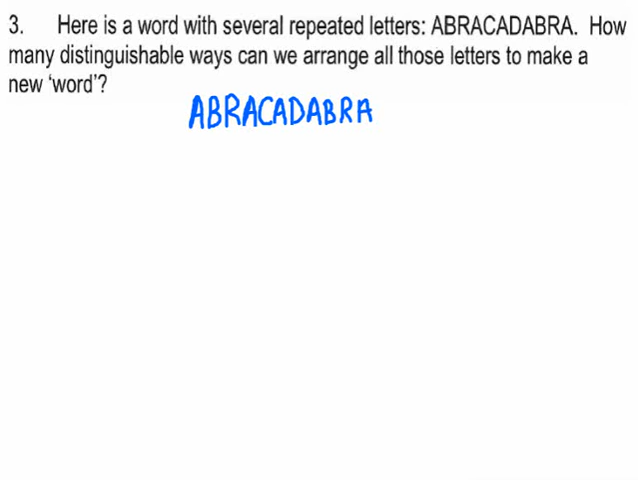 3. Here is a word with several repeated letters: ABRACADABRA. How
many distinguishable ways can we arrange all those letters to make a
new ‘word’?
ABRACADABRA